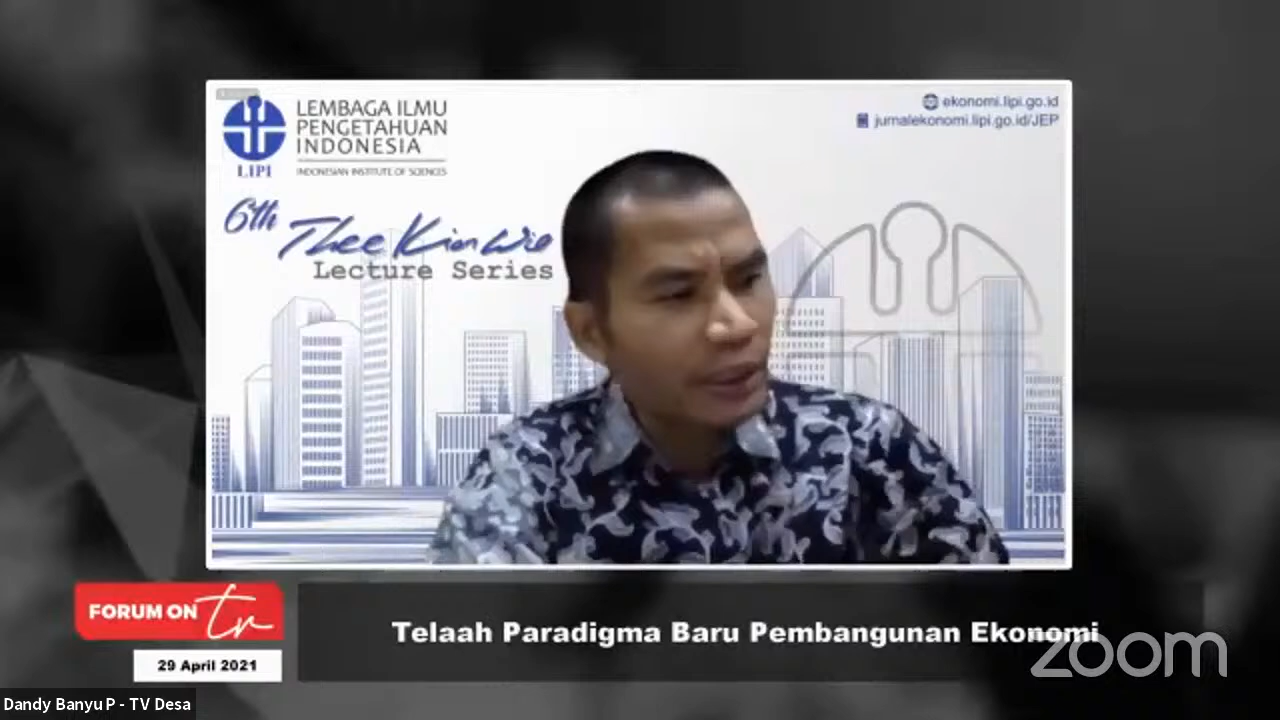 LEMBAGA ILMU
PENGETAHUAN
INDONESIA
INDONESIAN INSTITUTE OF SCIENCES
LIPI
ekonomi.lipi.go.id
jurnalekonomi.lipi.go.id/JEP
6th Thee Kian Wie
Lecture Series
FORUM ON tr
29 April 2021
Telaah Paradigma Baru Pembangunan Ekonomi
zoom
Dandy Banyu P - TV Desa